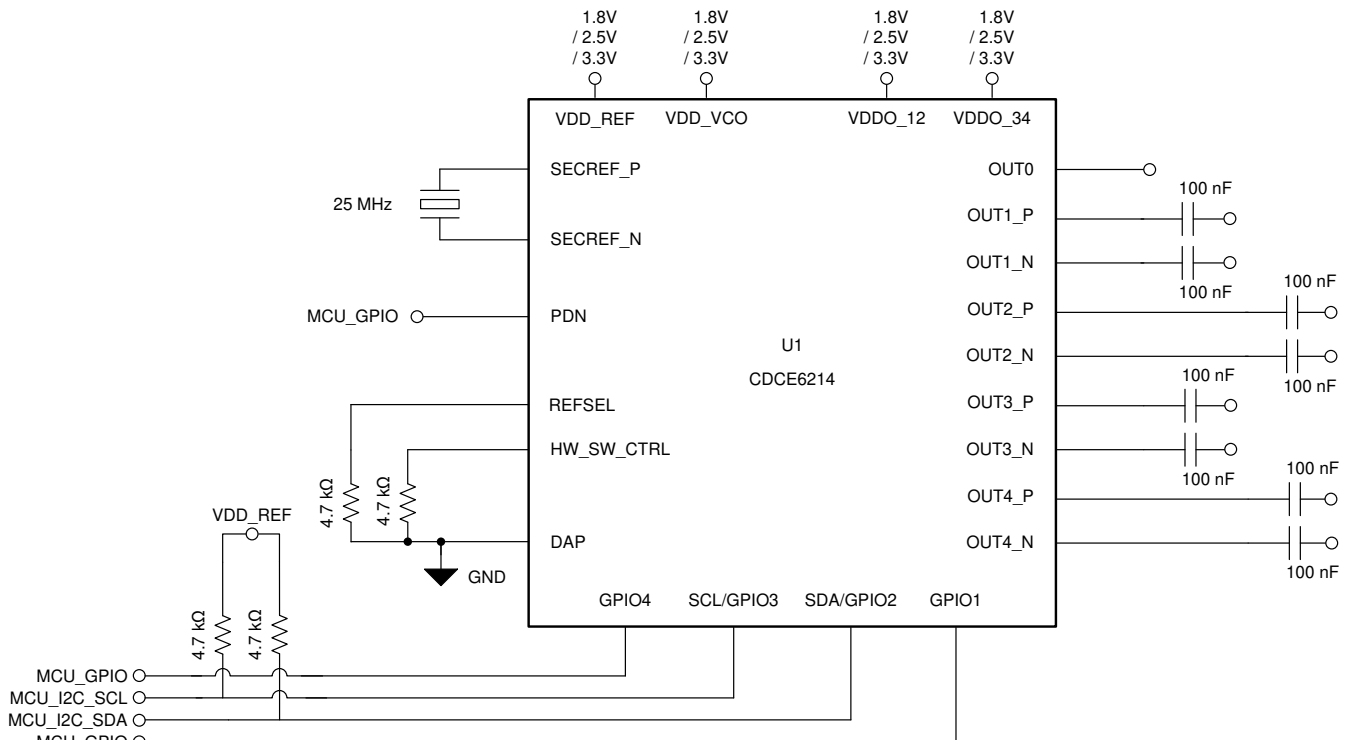 1.8V
/ 2.5V
/ 3.3V
1.8V
/ 2.5V
/ 3.3V
1.8V
/ 2.5V
/ 3.3V
1.8V
/ 2.5V
/ 3.3V
VDD_REF
VDD_VCO
VDDO_12
VDDO_34
SECREF_P
25 MHz
SECREF_N
MCU_GPIO
PDN
REFSEL
HW_SW_CTRL
4.7 kΩ
4.7 kΩ
DAP
GND
VDD_REF
4.7 kΩ
4.7 kΩ
U1
CDCE6214
OUT0
OUT1_P
100 nF
OUT1_N
100 nF
OUT2_P
100 nF
OUT2_N
100 nF
OUT3_P
100 nF
OUT3_N
100 nF
OUT4_P
100 nF
OUT4_N
100 nF
GPIO4
SCL/GPIO3
SDA/GPIO2
GPIO1
MCU_GPIO
MCU_I2C_SCL
MCU_I2C_SDA
MCU_GPIO